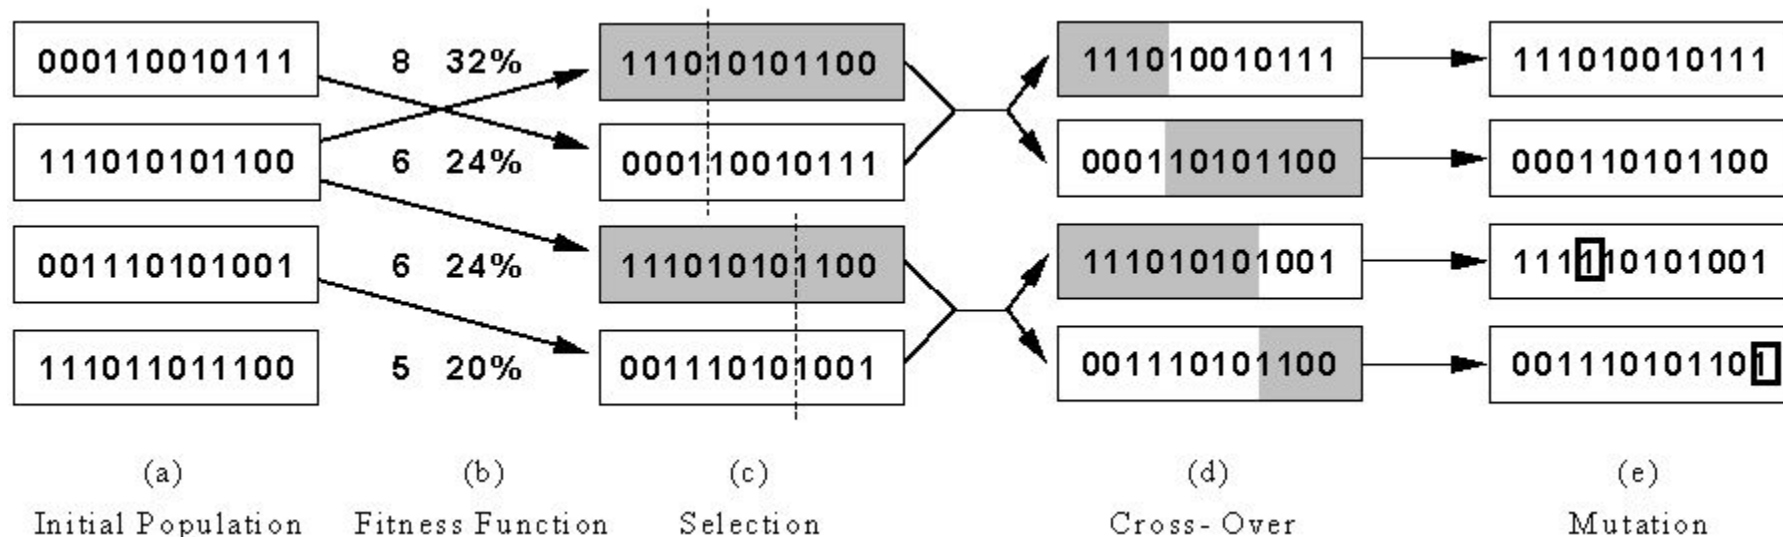 000110010111 8 32% 111010101100 111010010111 111010010111
111010101100 6 24% 000110010111 000110101100 000110101100
001110101001 6 24% 111010101100 111010101001 111110101001
111011011100 5 20% 001110101001 001110101100 001110101101
(a) (b) (c) (d) (e)
Initial Population Fitness Function Selection Cross-Over Mutation